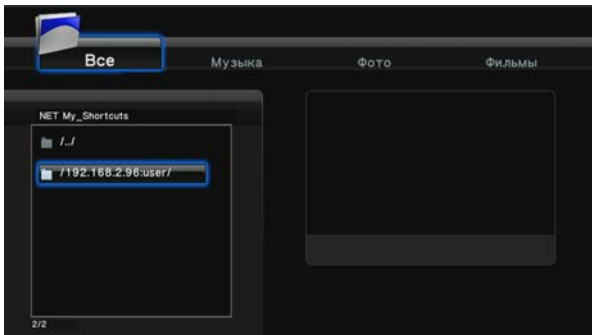 Все Музыка Фото Фильмы
NET My_Shortcuts
/../
/192.168.2.96:user/
2/2